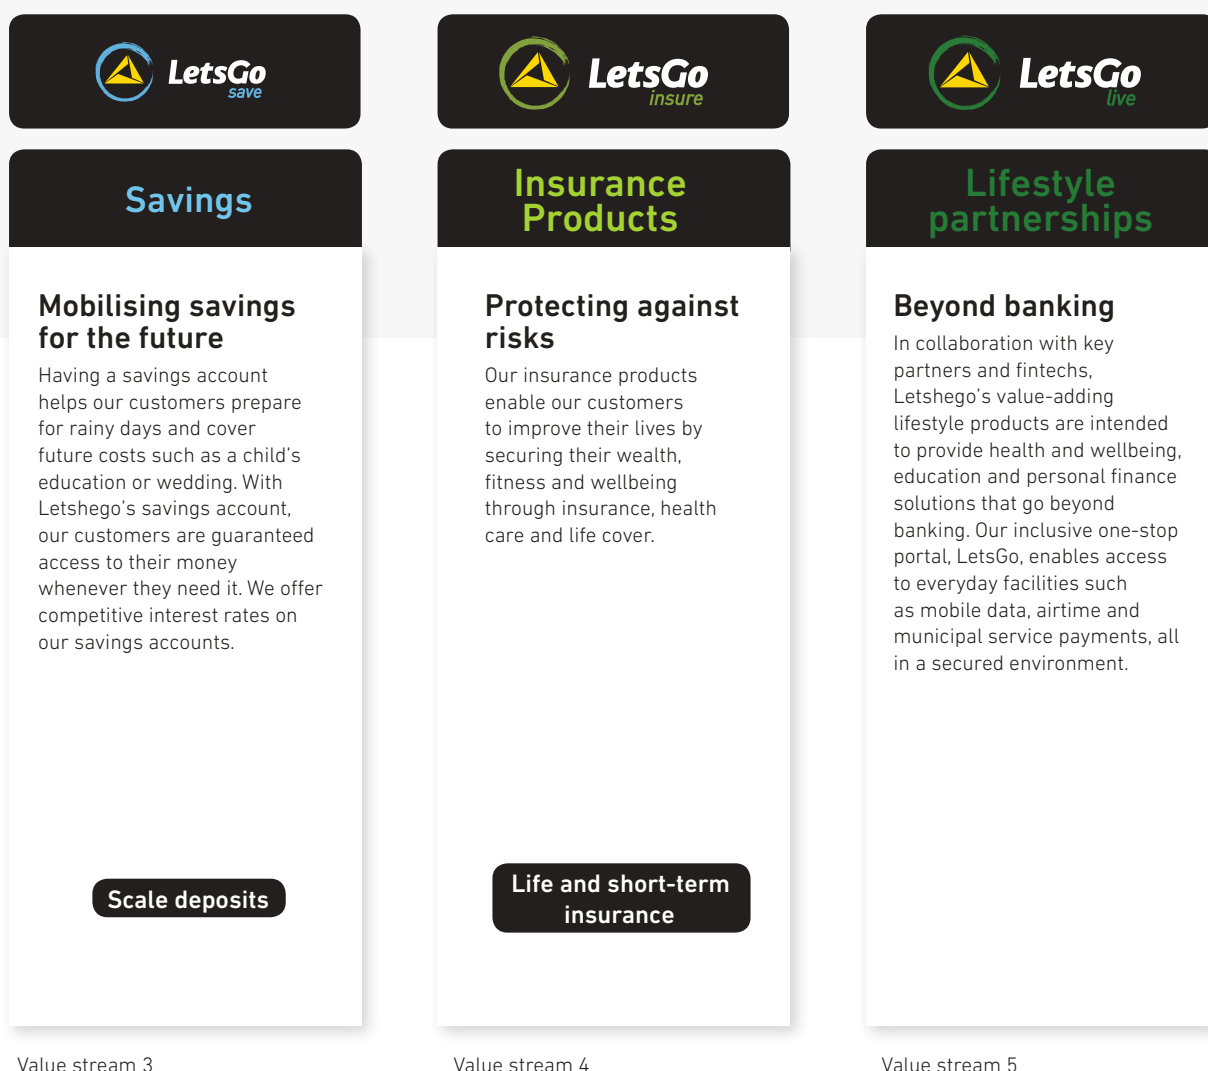 LetsGo
save
Savings
Mobilising savings
for the future
Having a savings account
helps our customers prepare
for rainy days and cover
future costs such as a child’s
education or wedding. With
Letshego’s savings account,
our customers are guaranteed
access to their money
whenever they need it. We offer
competitive interest rates on
our savings accounts.
Scale deposits
Value stream 3
LetsGo
insure
Insurance
Products
Protecting against
risks
Our insurance products
enable our customers
to improve their lives by
securing their wealth,
fitness and wellbeing
through insurance, health
care and life cover.
Life and short-term
insurance
Value stream 4
LetsGo
live
Lifestyle
partnerships
Beyond banking
In collaboration with key
partners and fintechs,
Letshego’s value-adding
lifestyle products are intended
to provide health and wellbeing,
education and personal finance
solutions that go beyond
banking. Our inclusive one-stop
portal, LetsGo, enables access
to everyday facilities such
as mobile data, airtime and
municipal service payments, all
in a secured environment.
Value stream 5